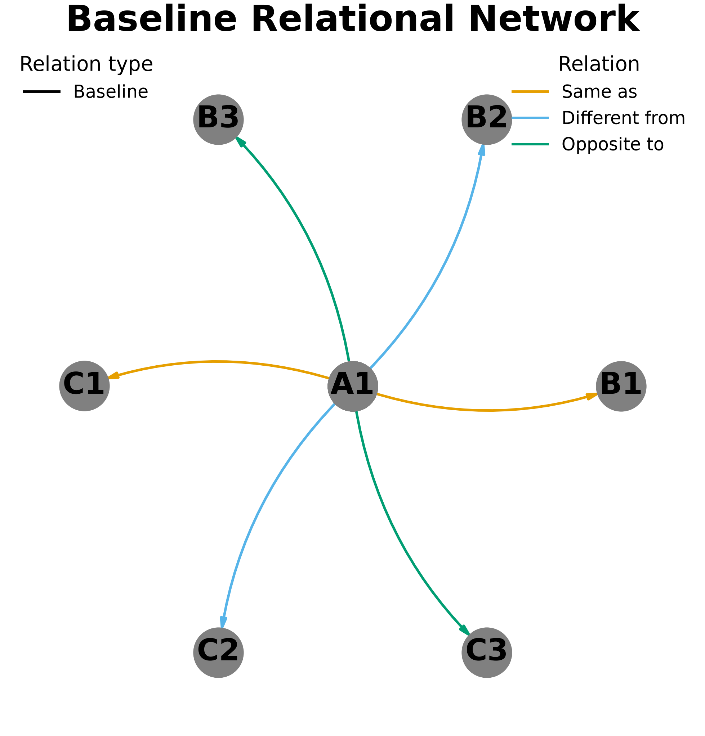 Baseline Relational Network
Relation type
Baseline
Relation
Same as
Different from
Opposite to
B3
B2
C1
A1
B1
C2
C3